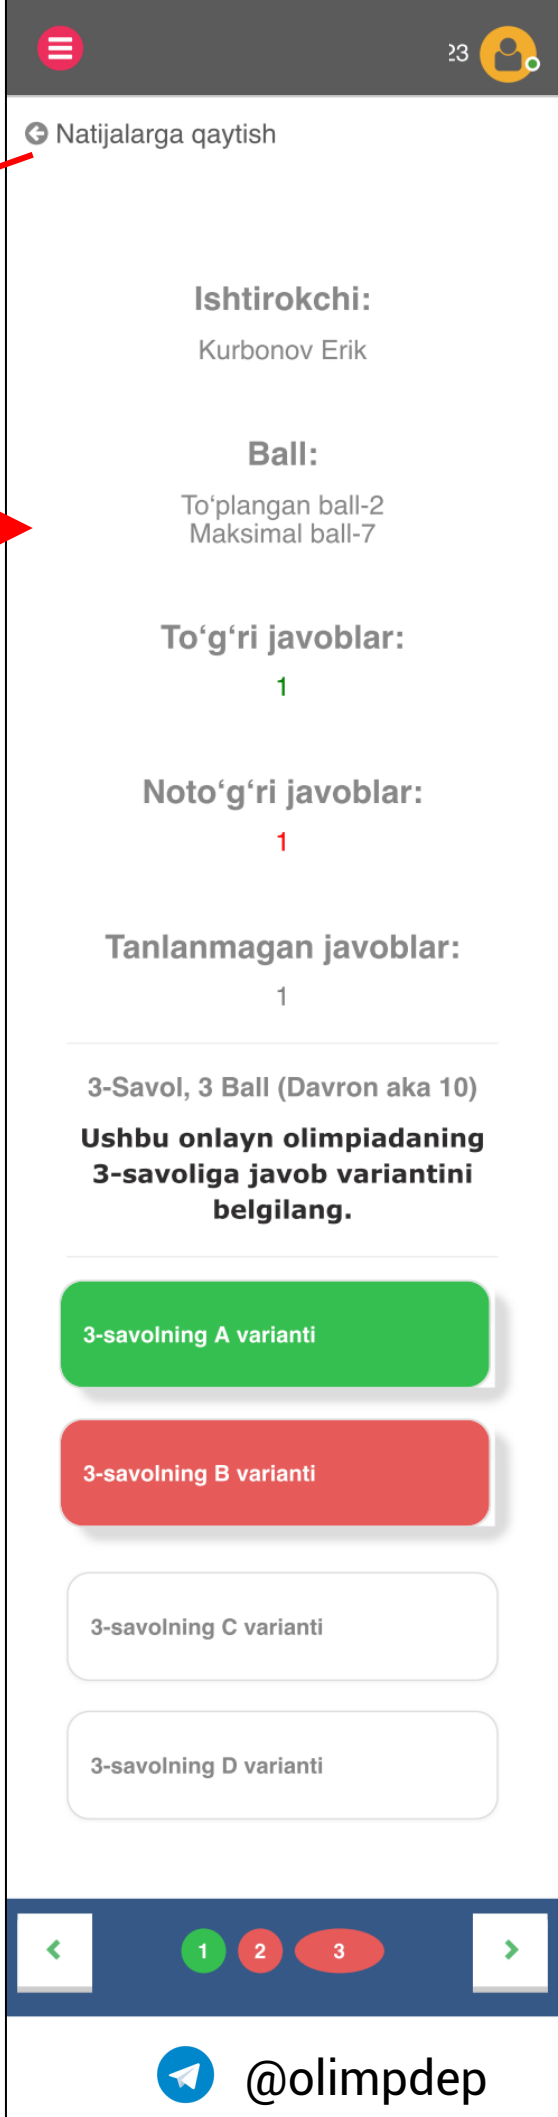 23
Natijalarga qaytish
Ishtirokchi:
Kurbonov Erik
Ball:
To‘plangan ball-2
Maksimal ball-7
To‘g‘ri javoblar:
1
Noto‘g‘ri javoblar:
1
Tanlanmagan javoblar:
1
3-Savol, 3 Ball (Davron aka 10)
Ushbu onlayn olimpiadaning
3-savoliga javob variantini
belgilang.
3-savolning A varianti
3-savolning B varianti
3-savolning C varianti
3-savolning D varianti
1 2 3
@olimpdep